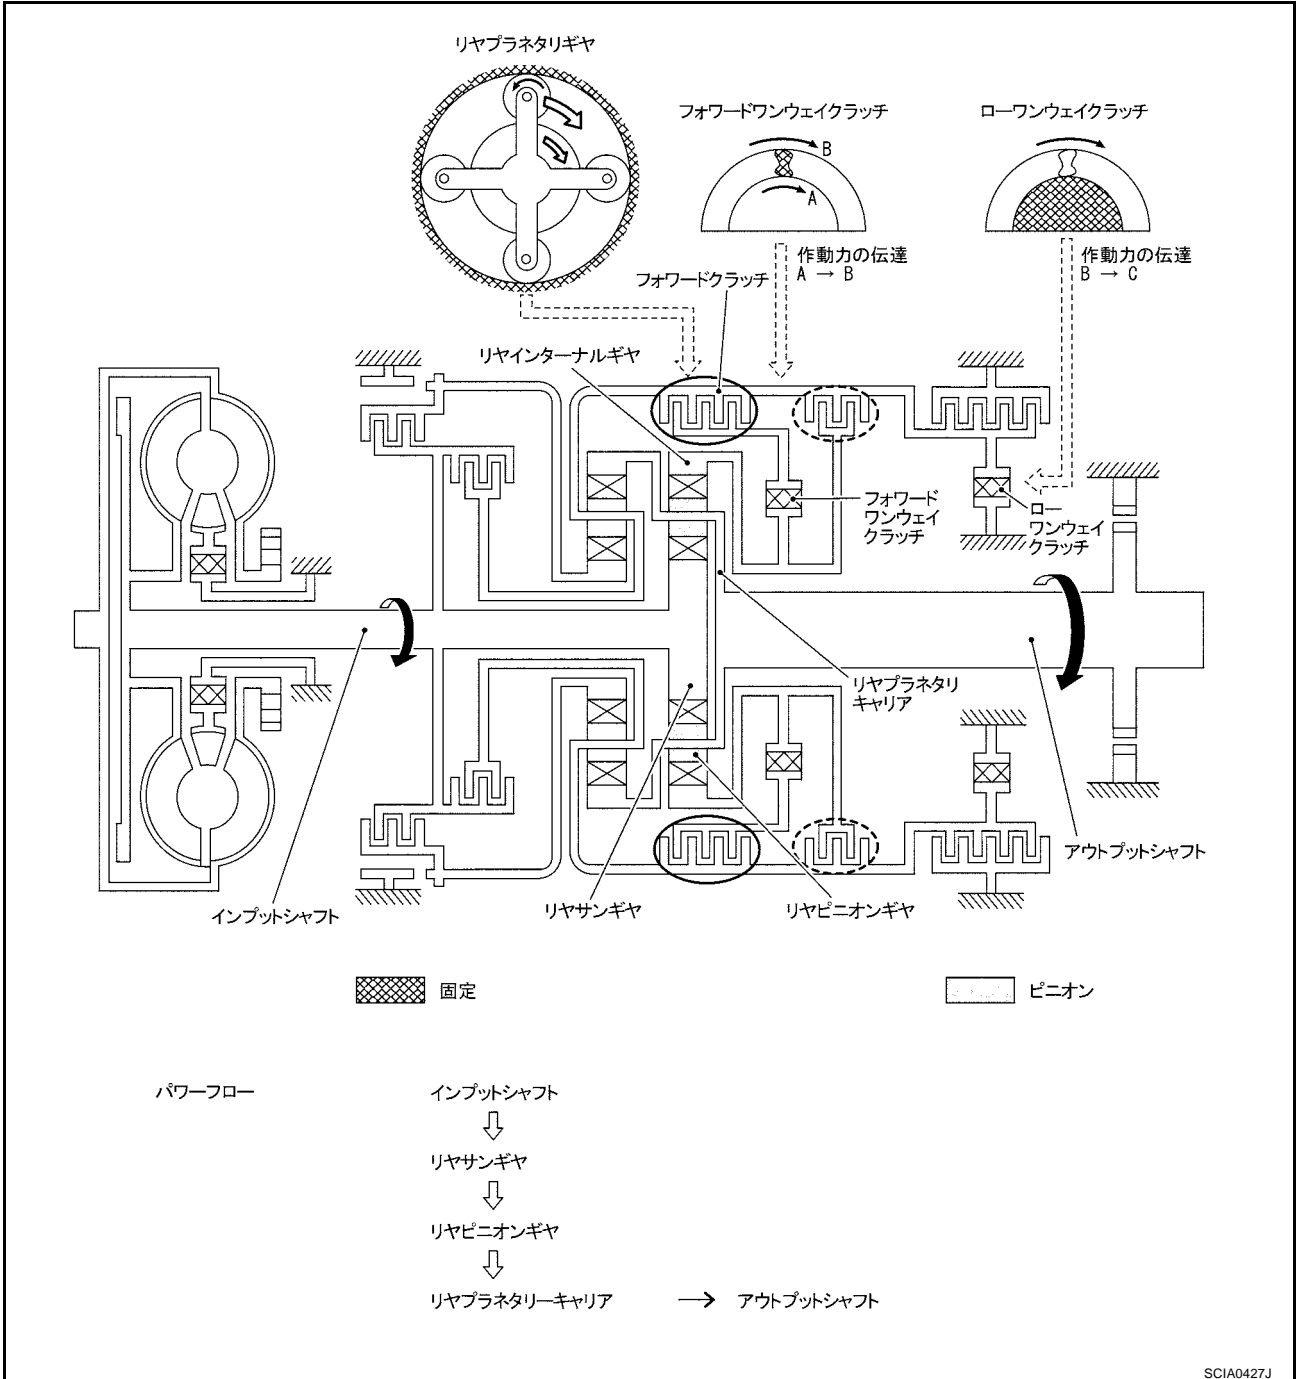 リヤプラネタリギヤ
フォワードワンウェイクラッチ
ローワンウェイクラッチ
B
A
作動力の伝達
A → B
作動力の伝達
B → C
フォワードクラッチ
リヤインターナルギヤ
フォワード
ワンウェイ
クラッチ
ロー
ワンウェイ
クラッチ
リヤプラネタリ
キャリア
アウトプットシャフト
インプットシャフト
リヤサンギヤ
リヤピニオンギヤ
固定
ピニオン
パワーフロー
インプットシャフト
リヤサンギヤ
リヤピニオンギヤ
リヤプラネタリーキャリア → アウトプットシャフト
SCIA0427J